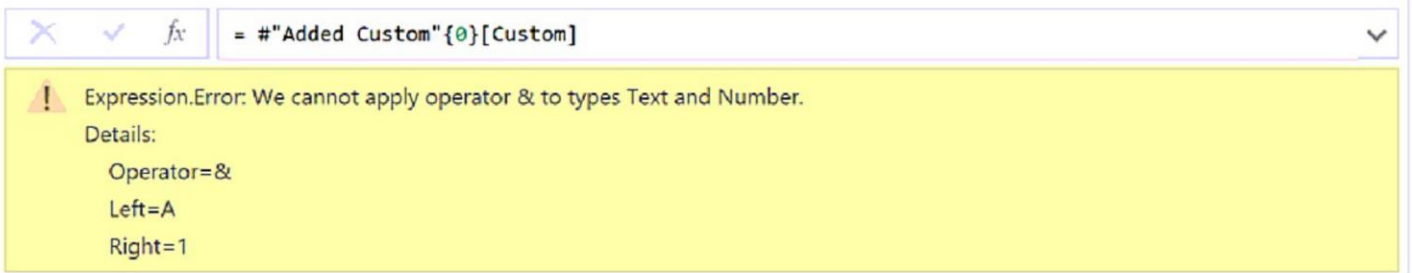 fx = #"Added Custom"{0}[Custom]
Expression.Error: We cannot apply operator & to types Text and Number.
Details:
Operator=&
Left=A
Right=1